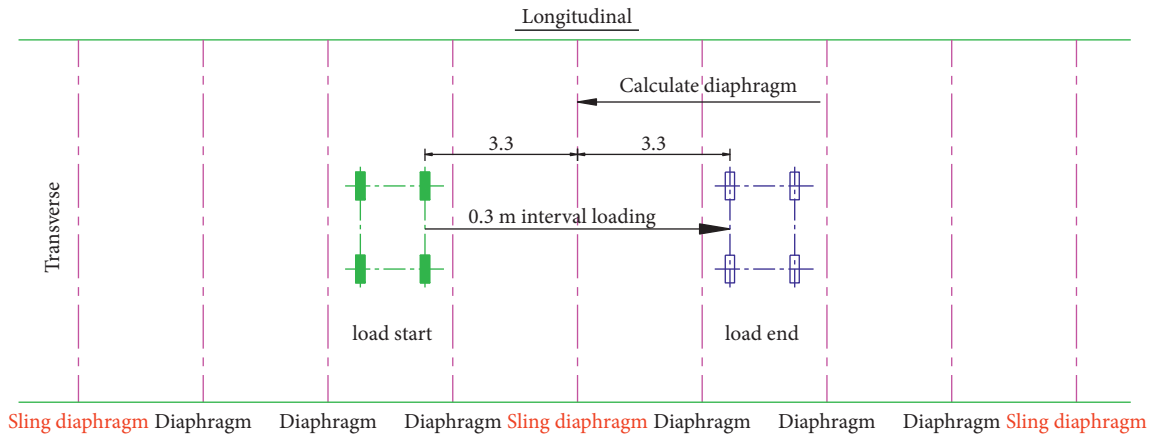 Longitudinal
Calculate diaphragm
3.3
3.3
Transverse
0.3 m interval loading
load start
load end
Sling diaphragm
Diaphragm
Diaphragm
Diaphragm
Sling diaphragm
Diaphragm
Diaphragm
Diaphragm
Sling diaphragm